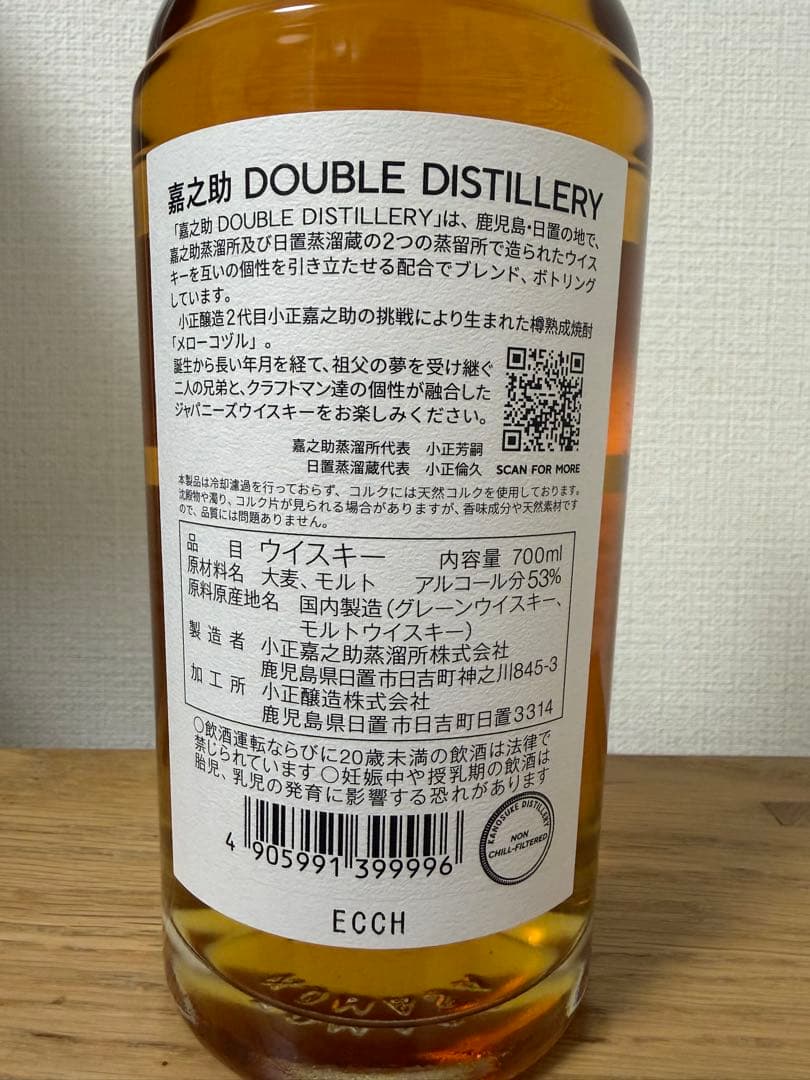 嘉之助 DOUBLE DISTILLERY
「嘉之助 DOUBLE DISTILLERY」は、鹿児島・日置の地で、
嘉之助蒸溜所及び日置蒸溜蔵の2つの蒸留所で造られたウイス
キーを互いの個性を引き立たせる配合でブレンド、ボトリング
しています。
小正醸造2代目小正嘉之助の挑戦により生まれた樽熟成焼酎
「メローコヅル」。
誕生から長い年月を経て、祖父の夢を受け継ぐ
二人の兄弟と、クラフトマン達の個性が融合した
ジャパニーズウイスキーをお楽しみください。
嘉之助蒸溜所代表 小正芳嗣
日置蒸溜蔵代表 小正倫久
SCAN FOR MORE
本製品は冷却濾過を行っておらず、コルクには天然コルクを使用しております。
沈殿物や濁り、コルク片が見られる場合がありますが、香味成分や天然素材です
ので、品質には問題ありません。
品目 ウイスキー 内容量 700ml
原材料名 大麦、モルト アルコール分53%
原料原産地名 国内製造(グレーンウイスキー、
モルトウイスキー)
製造者 小正嘉之助蒸溜所株式会社
鹿児島県日置市日吉町神之川845-3
加工所 小正醸造株式会社
鹿児島県日置市日吉町日置3314
○飲酒運転ならびに20歳未満の飲酒は法律で
禁じられています ○妊娠中や授乳期の飲酒は
胎児、乳児の発育に影響する恐れがあります
4 905991 399996
KANOSUKE DISTILLERY
NON
CHILL-FILTERED
ECCH